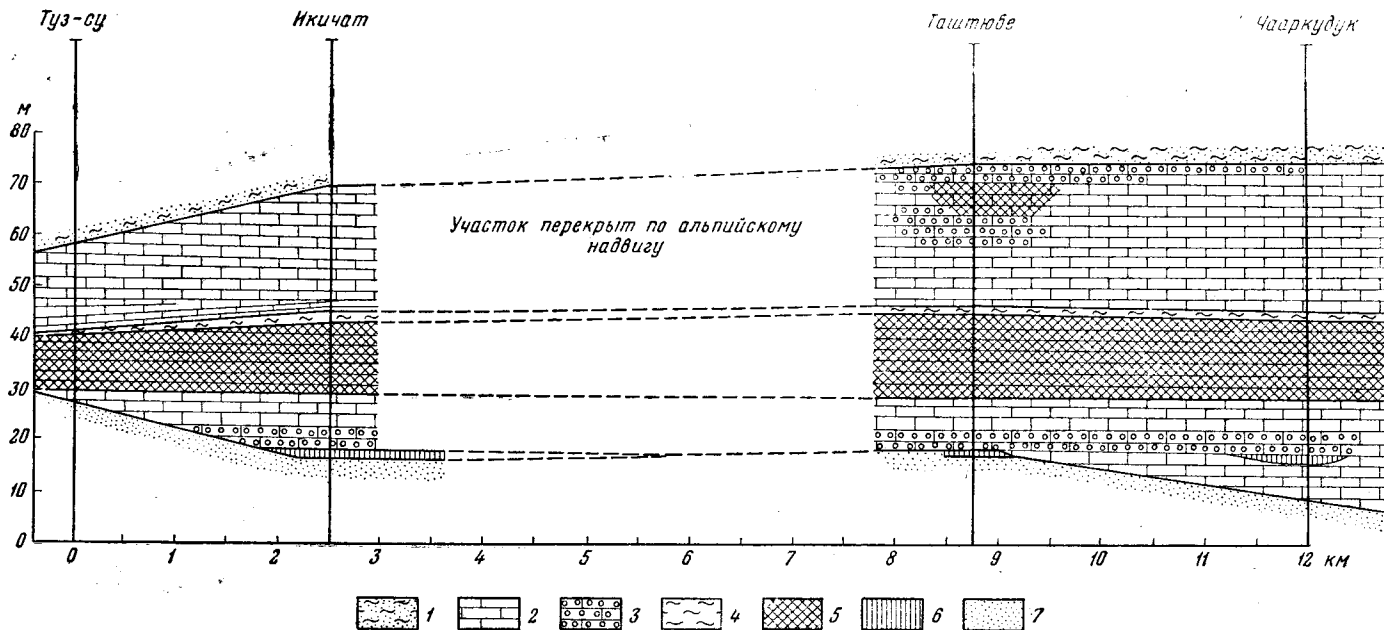 Туз-су
Икичат
Таштюбе
Чааркудук
м
80
70
60
50
40
30
20
10
0
Участок перекрыт по альпийскому
надвигу
0 1 2 3 4 5 6 7 8 9 10 11 12 км
1 2 3 4 5 6 7